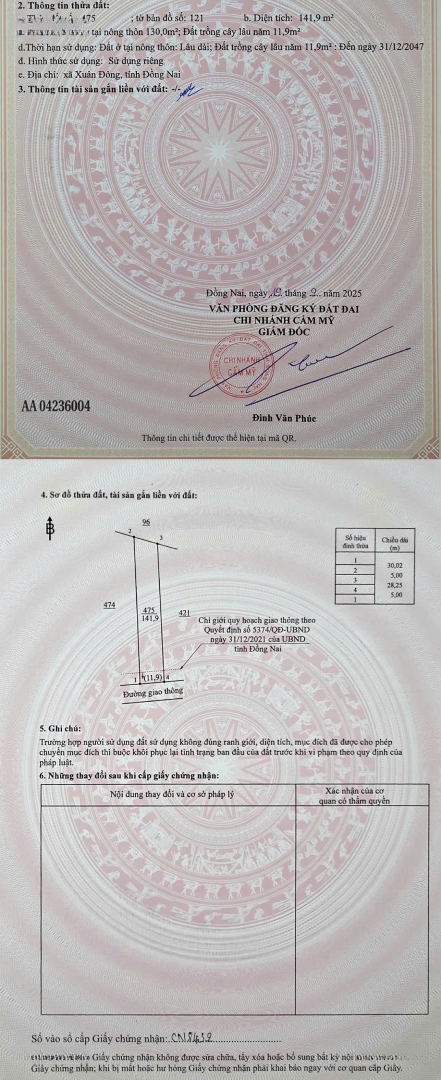 2. Thông tin thửa đất:
475 ; tờ bản đồ số: 121 b. Diện tích: 141,9 m²
tại nông thôn 130,0m²; Đất trồng cây lâu năm 11,9m²
d.Thời hạn sử dụng: Đất ở tại nông thôn: Lâu dài; Đất trồng cây lâu năm 11,9m² : Đến ngày 31/12/2047
d. Hình thức sử dụng: Sử dụng riêng
e. Địa chỉ: xã Xuân Đông, tỉnh Đồng Nai
3. Thông tin tài sản gắn liền với đất: -/-
Đồng Nai, ngày 19 tháng 9.. năm 2025
VĂN PHÒNG ĐĂNG KÝ ĐẤT ĐAI
CHI NHÁNH CẨM MỸ
GIÁM ĐỐC
CHI NHÁNH
CẨM MỸ
AA 04236004
Đinh Văn Phúc
Thông tin chi tiết được thể hiện tại mã QR.
4. Sơ đồ thửa đất, tài sản gắn liền với đất:
B
96
2
3
474
475
141,9
421
1
(11,9)
4
Đường giao thông
Chỉ giới quy hoạch giao thông theo
Quyết định số 5374/QĐ-UBND
ngày 31/12/2021 của UBND
tỉnh Đồng Nai
Số hiệu đỉnh thửa Chiều dài (m)
1
30,02
2
5,00
3
28,25
4
5,00
1
5. Ghi chú:
Trường hợp người sử dụng đất sử dụng không đúng ranh giới, diện tích, mục đích đã được cho phép
chuyển mục đích thì buộc khôi phục lại tình trạng ban đầu của đất trước khi vi phạm theo quy định của
pháp luật.
6. Những thay đổi sau khi cấp giấy chứng nhận:
Nội dung thay đổi và cơ sở pháp lý
Xác nhận của cơ
quan có thẩm quyền
Số vào sổ cấp Giấy chứng nhận:
Giấy chứng nhận không được sửa chữa, tẩy xóa hoặc bổ sung bất kỳ nội
Giấy chứng nhận; khi bị mất hoặc hư hỏng Giấy chứng nhận phải khai báo ngay với cơ quan cấp Giấy.